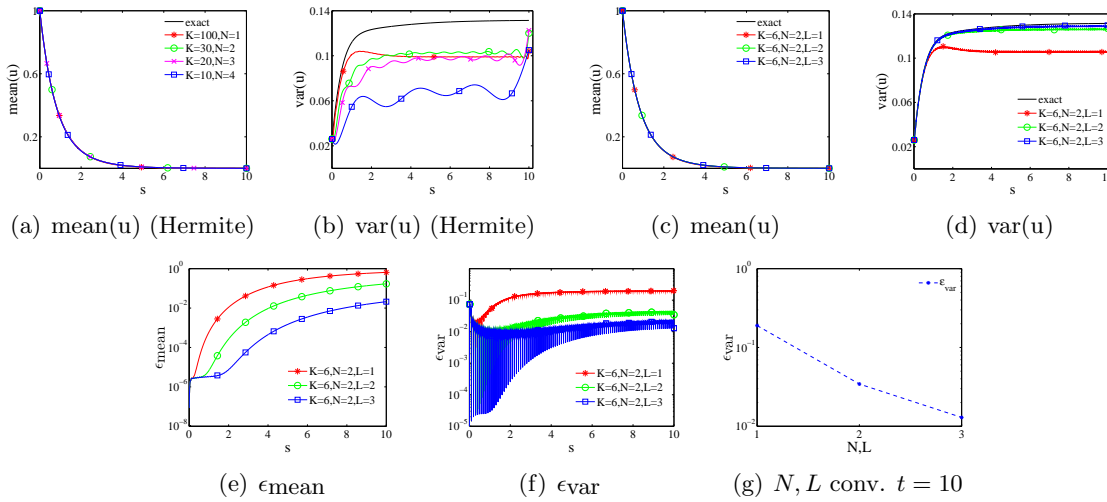 1
0.6
0.2
mean(u)
exact
K=100,N=1
K=30,N=2
K=20,N=3
K=10,N=4
0 2 4 6 8 10
s
(a) mean(u) (Hermite)
0.14
0.1
0.06
0.02
var(u)
0 2 4 6 8 10
s
(b) var(u) (Hermite)
1
0.6
0.2
mean(u)
exact
K=6,N=2,L=1
K=6,N=2,L=2
K=6,N=2,L=3
0 2 4 6 8 10
s
(c) mean(u)
0.14
0.1
0.06
0.02
var(u)
exact
K=6,N=2,L=1
K=6,N=2,L=2
K=6,N=2,L=3
0 2 4 6 8 10
s
(d) var(u)
10^0
10^-2
10^-4
10^-6
10^-8
ϵmean
K=6,N=2,L=1
K=6,N=2,L=2
K=6,N=2,L=3
0 2 4 6 8 10
s
(e) ϵmean
10^-1
10^-2
10^-3
10^-4
10^-5
ϵvar
K=6,N=2,L=1
K=6,N=2,L=2
K=6,N=2,L=3
0 2 4 6 8 10
s
(f) ϵvar
10^0
10^-1
10^-2
ϵvar
εvar
1 2 3
N,L
(g) N, L conv. t = 10